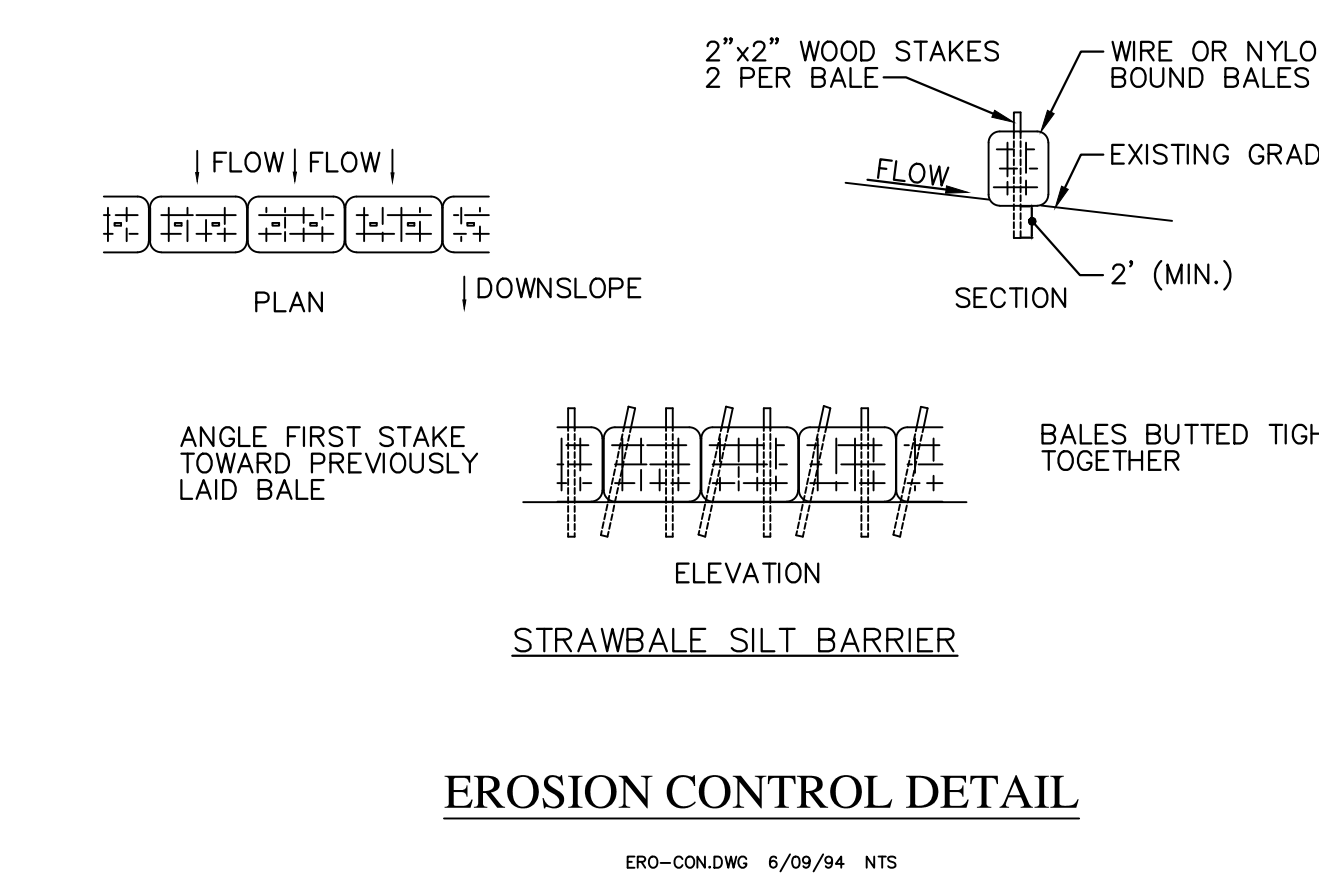 2”x2” WOOD STAKES
2 PER BALE
WIRE OR NYLO
BOUND BALES
FLOW FLOW
EXISTING GRAD
FLOW
DOWNSLOPE
2' (MIN.)
PLAN
SECTION
ANGLE FIRST STAKE
TOWARD PREVIOUSLY
LAID BALE
BALES BUTTED TIGH
TOGETHER
ELEVATION
STRAWBALE SILT BARRIER
EROSION CONTROL DETAIL
ERO-CON.DWG 6/09/94 NTS